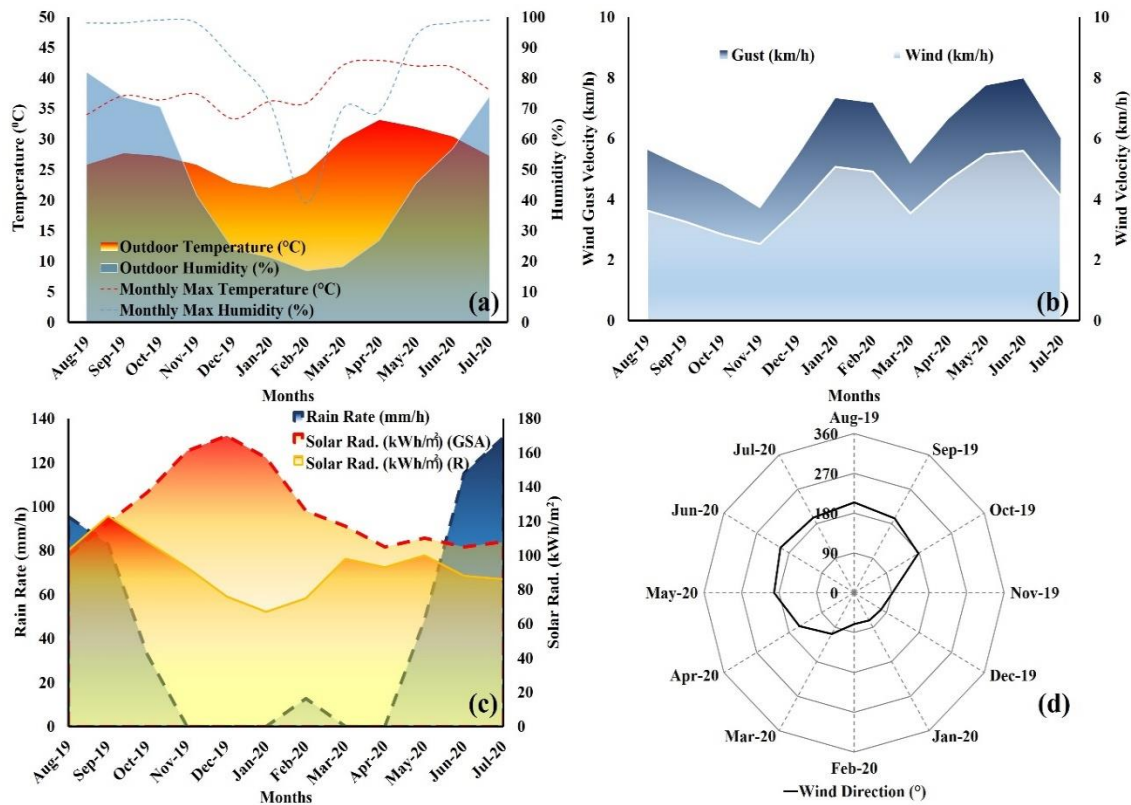 50
45
40
35
30
25
20
15
10
5
0
Temperature (⁰C)
100
90
80
70
60
50
40
30
20
10
0
Humidity (%)
Outdoor Temperature (°C)
Outdoor Humidity (%)
Monthly Max Temperature (°C)
Monthly Max Humidity (%)
(a)
Aug-19
Sep-19
Oct-19
Nov-19
Dec-19
Jan-20
Feb-20
Mar-20
Apr-20
May-20
Jun-20
Jul-20
Months
10
8
6
4
2
0
Wind Gust Velocity (km/h)
Gust (km/h)
Wind (km/h)
10
8
6
4
2
0
Wind Velocity (km/h)
(b)
Aug-19
Sep-19
Oct-19
Nov-19
Dec-19
Jan-20
Feb-20
Mar-20
Apr-20
May-20
Jun-20
Jul-20
Months
140
120
100
80
60
40
20
0
Rain Rate (mm/h)
Rain Rate (mm/h)
Solar Rad. (kWh/㎡) (GSA)
Solar Rad. (kWh/㎡) (R)
180
160
140
120
100
80
60
40
20
0
Solar Rad. (kWh/m²)
(c)
Aug-19
Sep-19
Oct-19
Nov-19
Dec-19
Jan-20
Feb-20
Mar-20
Apr-20
May-20
Jun-20
Jul-20
Months
Aug-19
Sep-19
Oct-19
Nov-19
Dec-19
Jan-20
Feb-20
Mar-20
Apr-20
May-20
Jun-20
Jul-20
360
270
180
90
0
(d)
Wind Direction (°)